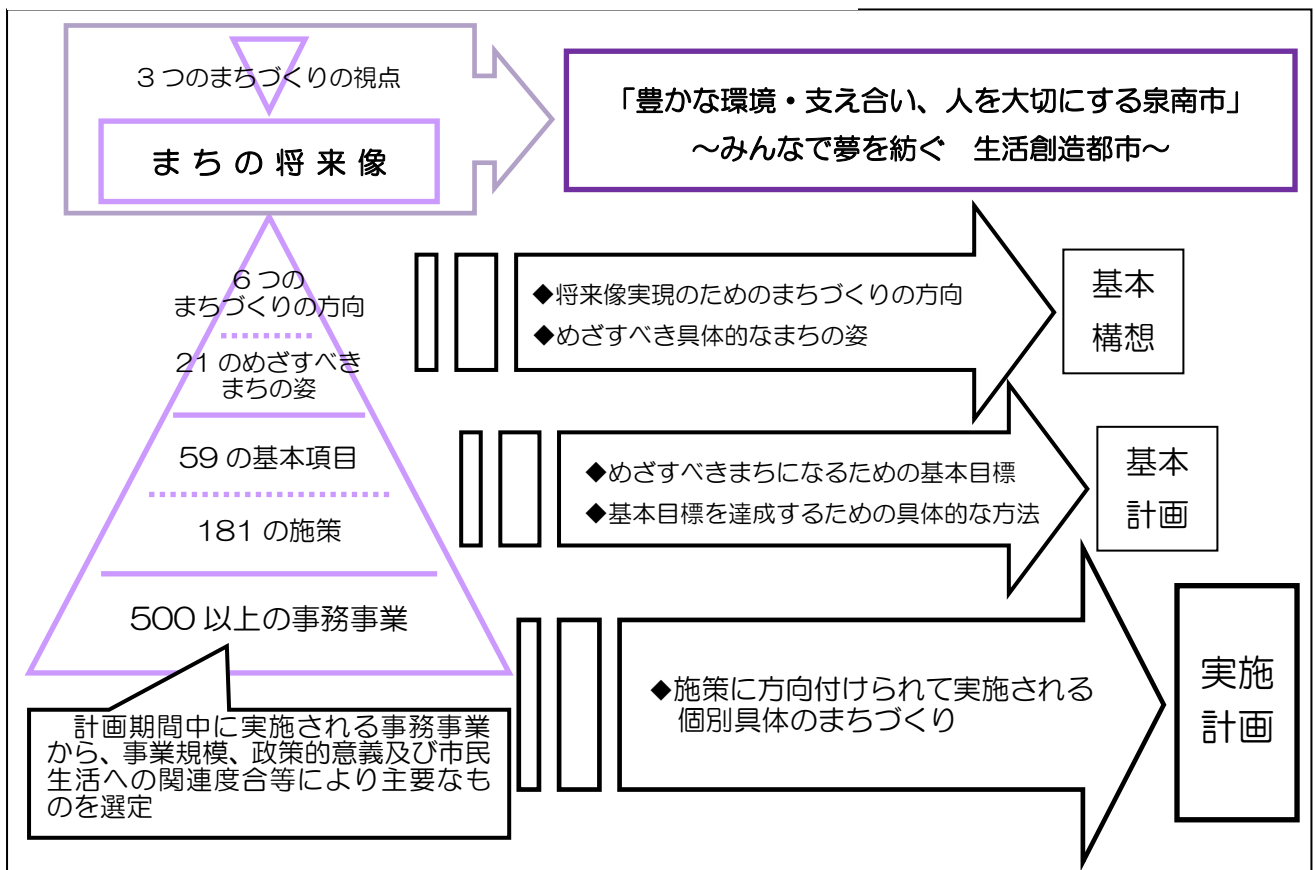 3つのまちづくりの視点
まちの将来像
「豊かな環境・支え合い、人を大切にする泉南市」
～みんなで夢を紡ぐ　生活創造都市～
6つの
まちづくりの方向
21のめざすべき
まちの姿
◆将来像実現のためのまちづくりの方向
◆めざすべき具体的なまちの姿
基本
構想
59の基本項目
181の施策
◆めざすべきまちになるための基本目標
◆基本目標を達成するための具体的な方法
基本
計画
500以上の事務事業
◆施策に方向付けられて実施される
個別具体のまちづくり
実施
計画
計画期間中に実施される事務事業
から、事業規模、政策的意義及び市民
生活への関連度合等により主要なも
のを選定